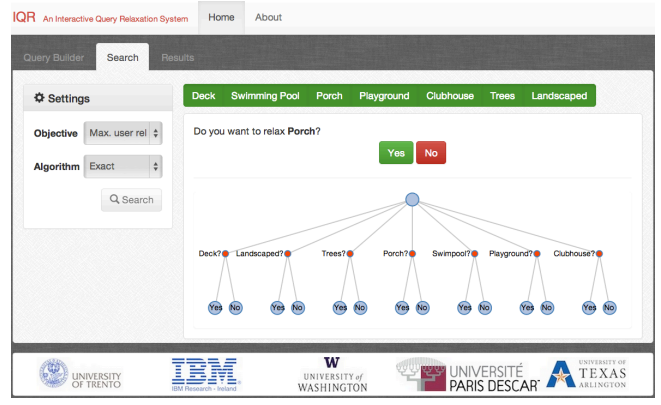 IQR An Interactive Query Relaxation System Home About
Query Builder Search Results
Settings
Objective Max. user rel
Algorithm Exact
Search
Deck Swimming Pool Porch Playground Clubhouse Trees Landscaped
Do you want to relax Porch?
Yes No
Deck? Landscaped? Trees? Porch? Swimpool? Playground? Clubhouse?
Yes No Yes No Yes No Yes No Yes No Yes No Yes No
UNIVERSITY
OF TRENTO
IBM
IBM Research - Ireland
W
UNIVERSITY of
WASHINGTON
UNIVERSITÉ
PARIS DESCAR
UNIVERSITY OF
TEXAS
ARLINGTON